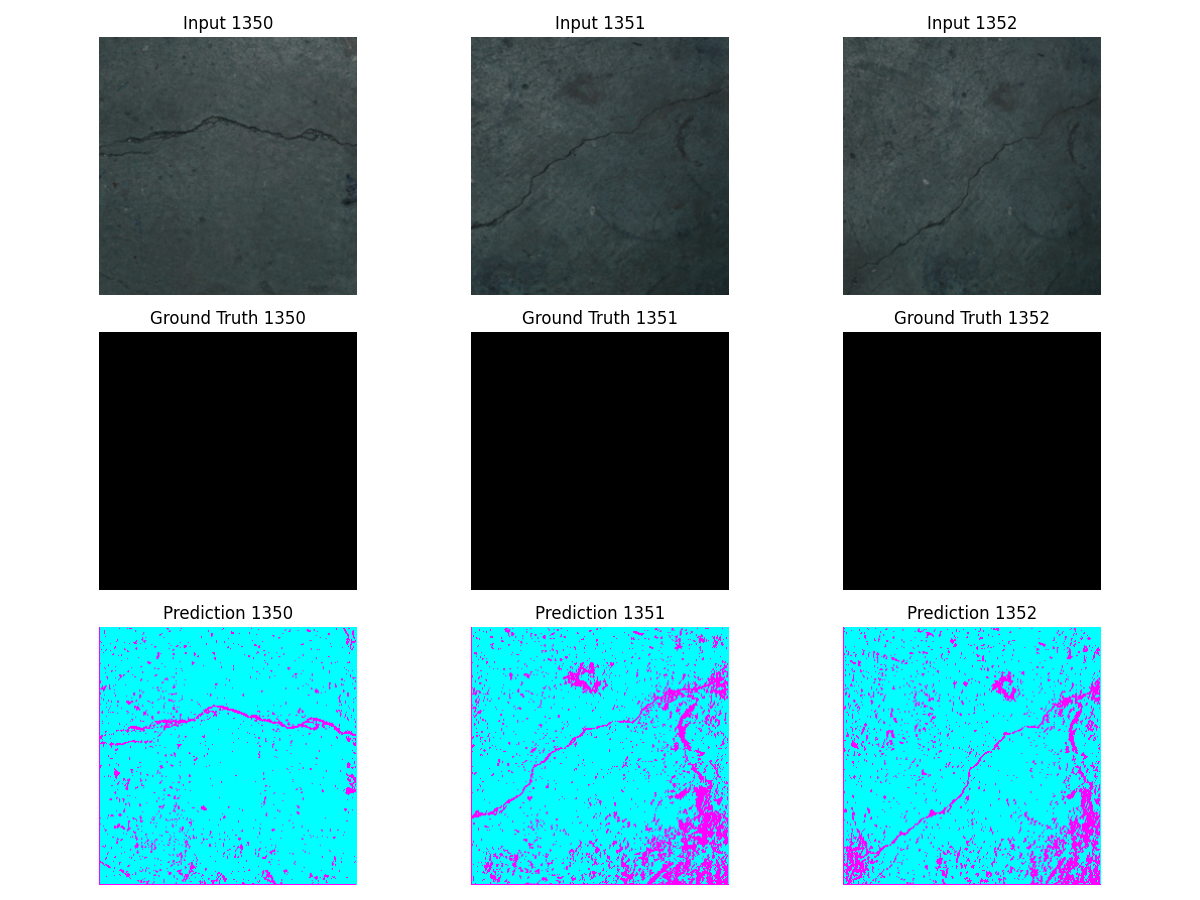 Input 1350
Input 1351
Input 1352
Ground Truth 1350
Ground Truth 1351
Ground Truth 1352
Prediction 1350
Prediction 1351
Prediction 1352